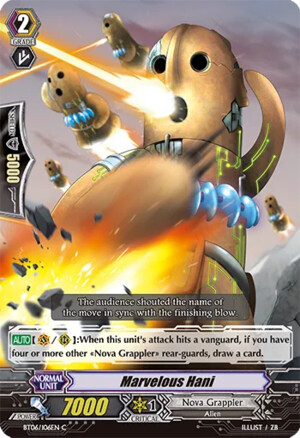 2
GRADE
SHIELD
5000
The audience shouted the name of
the move in sync with the finishing blow.
AUTO [ ]:When this unit's attack hits a vanguard, if you have
four or more other «Nova Grappler» rear-guards, draw a card.
NORMAL
UNIT
Marvelous Hani
POWER 7000 1
CRITICAL
Nova Grappler
Alien
BT06/106EN-C
ILLUST / ZB